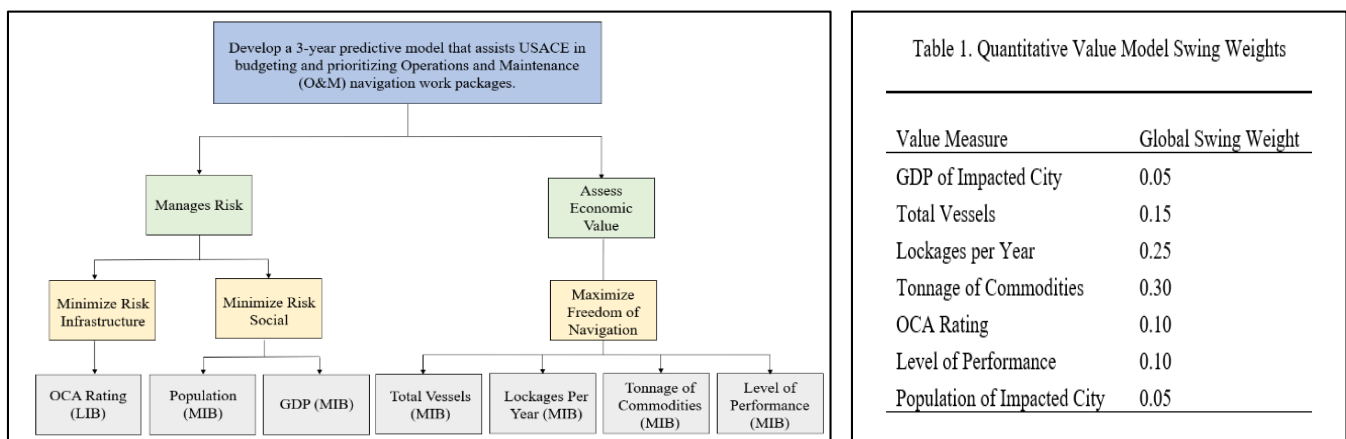 Develop a 3-year predictive model that assists USACE in
budgeting and prioritizing Operations and Maintenance
(O&M) navigation work packages.
Manages Risk
Assess
Economic
Value
Minimize Risk
Infrastructure
Minimize Risk
Social
Maximize
Freedom of
Navigation
OCA Rating
(LIB)
Population
(MIB)
GDP (MIB)
Total Vessels
(MIB)
Lockages Per
Year (MIB)
Tonnage of
Commodities
(MIB)
Level of
Performance
(MIB)
Table 1. Quantitative Value Model Swing Weights
Value Measure Global Swing Weight
GDP of Impacted City 0.05
Total Vessels 0.15
Lockages per Year 0.25
Tonnage of Commodities 0.30
OCA Rating 0.10
Level of Performance 0.10
Population of Impacted City 0.05